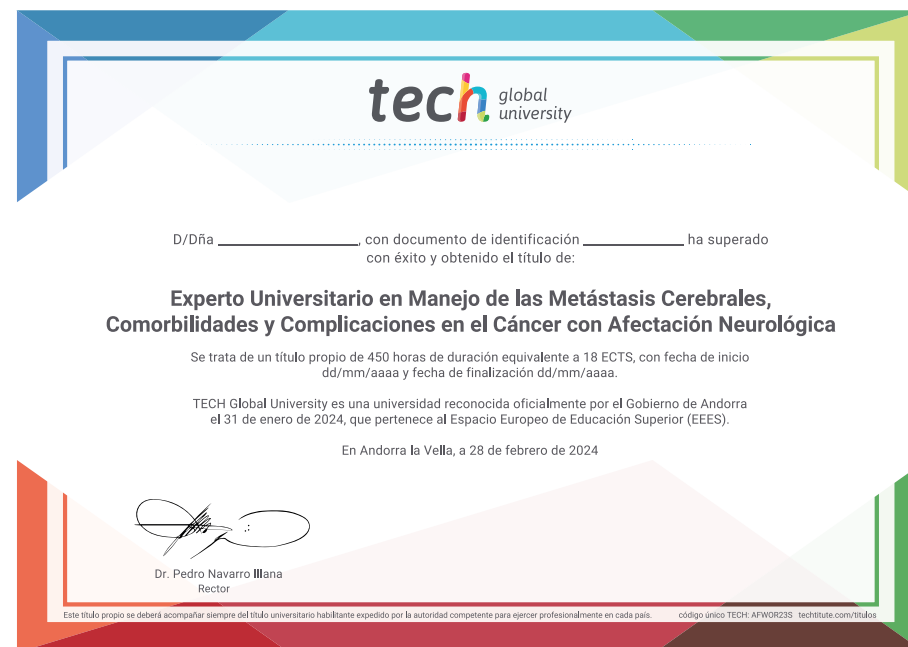 tech global university
D/Dña ____________, con documento de identificación ____________ ha superado
con éxito y obtenido el título de:
Experto Universitario en Manejo de las Metástasis Cerebrales,
Comorbilidades y Complicaciones en el Cáncer con Afectación Neurológica
Se trata de un título propio de 450 horas de duración equivalente a 18 ECTS, con fecha de inicio
dd/mm/aaaa y fecha de finalización dd/mm/aaaa.
TECH Global University es una universidad reconocida oficialmente por el Gobierno de Andorra
el 31 de enero de 2024, que pertenece al Espacio Europeo de Educación Superior (EEES).
En Andorra la Vella, a 28 de febrero de 2024
Dr. Pedro Navarro Illana
Rector
Este título propio se deberá acompañar siempre del título universitario habilitante expedido por la autoridad competente para ejercer profesionalmente en cada país. código único TECH: AFWOR23S techtitute.com/titulos